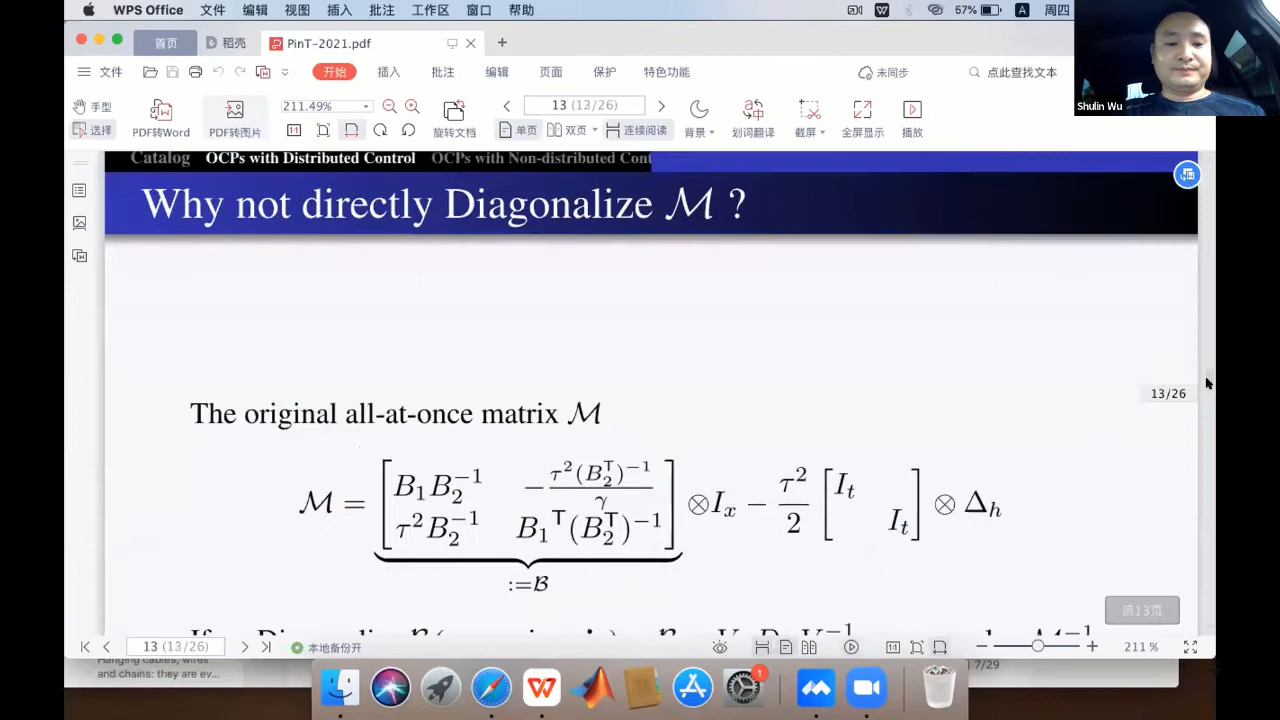 WPS Office 文件 编辑 视图 插入 批注 工作区 窗口 帮助 57% A 周四
首页 稻壳 PinT-2021.pdf
文件 开始 插入 批注 编辑 页面 保护 特色功能 未同步 点此查找文本
Shulin Wu
手型 211.49% 13 (13/26)
选择 PDF转Word PDF转图片 旋转文档 单页 双页 连续阅读 背景 划词翻译 截屏 全屏显示 播放
Catalog OCPs with Distributed Control OCPs with Non-distributed Cont
Why not directly Diagonalize ℳ ?
13/26
The original all-at-once matrix ℳ
ℳ = [ B₁B₂⁻¹ −τ²(B₂ᵀ)⁻¹/γ ; τ²B₂⁻¹ B₁ᵀ(B₂ᵀ)⁻¹ ] ⊗ Iₓ − τ²/2 [ Iₜ ; Iₜ ] ⊗ Δₕ
:=ℬ
第13页
13 (13/26) 本地备份开 211 %
Hanging cables, wires
and chains: they are ev... 7/29
1